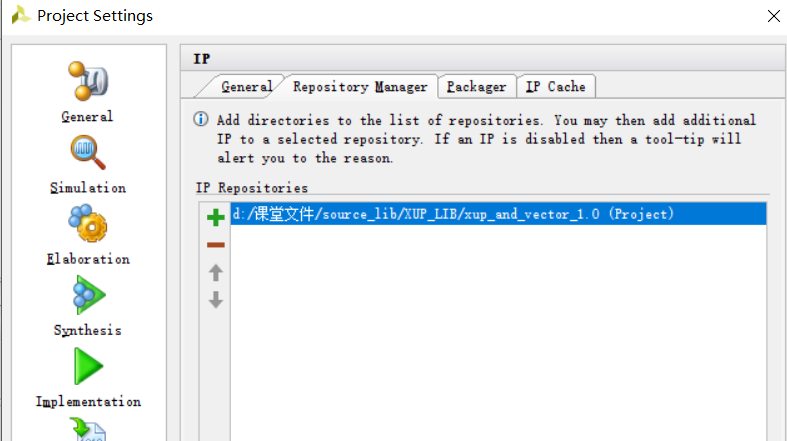 Project Settings
General
Simulation
Elaboration
Synthesis
Implementation
IP
General
Repository Manager
Packager
IP Cache
Add directories to the list of repositories. You may then add additional
IP to a selected repository. If an IP is disabled then a tool-tip will
alert you to the reason.
IP Repositories
d:/课堂文件/source_lib/XUP_LIB/xup_and_vector_1.0 (Project)